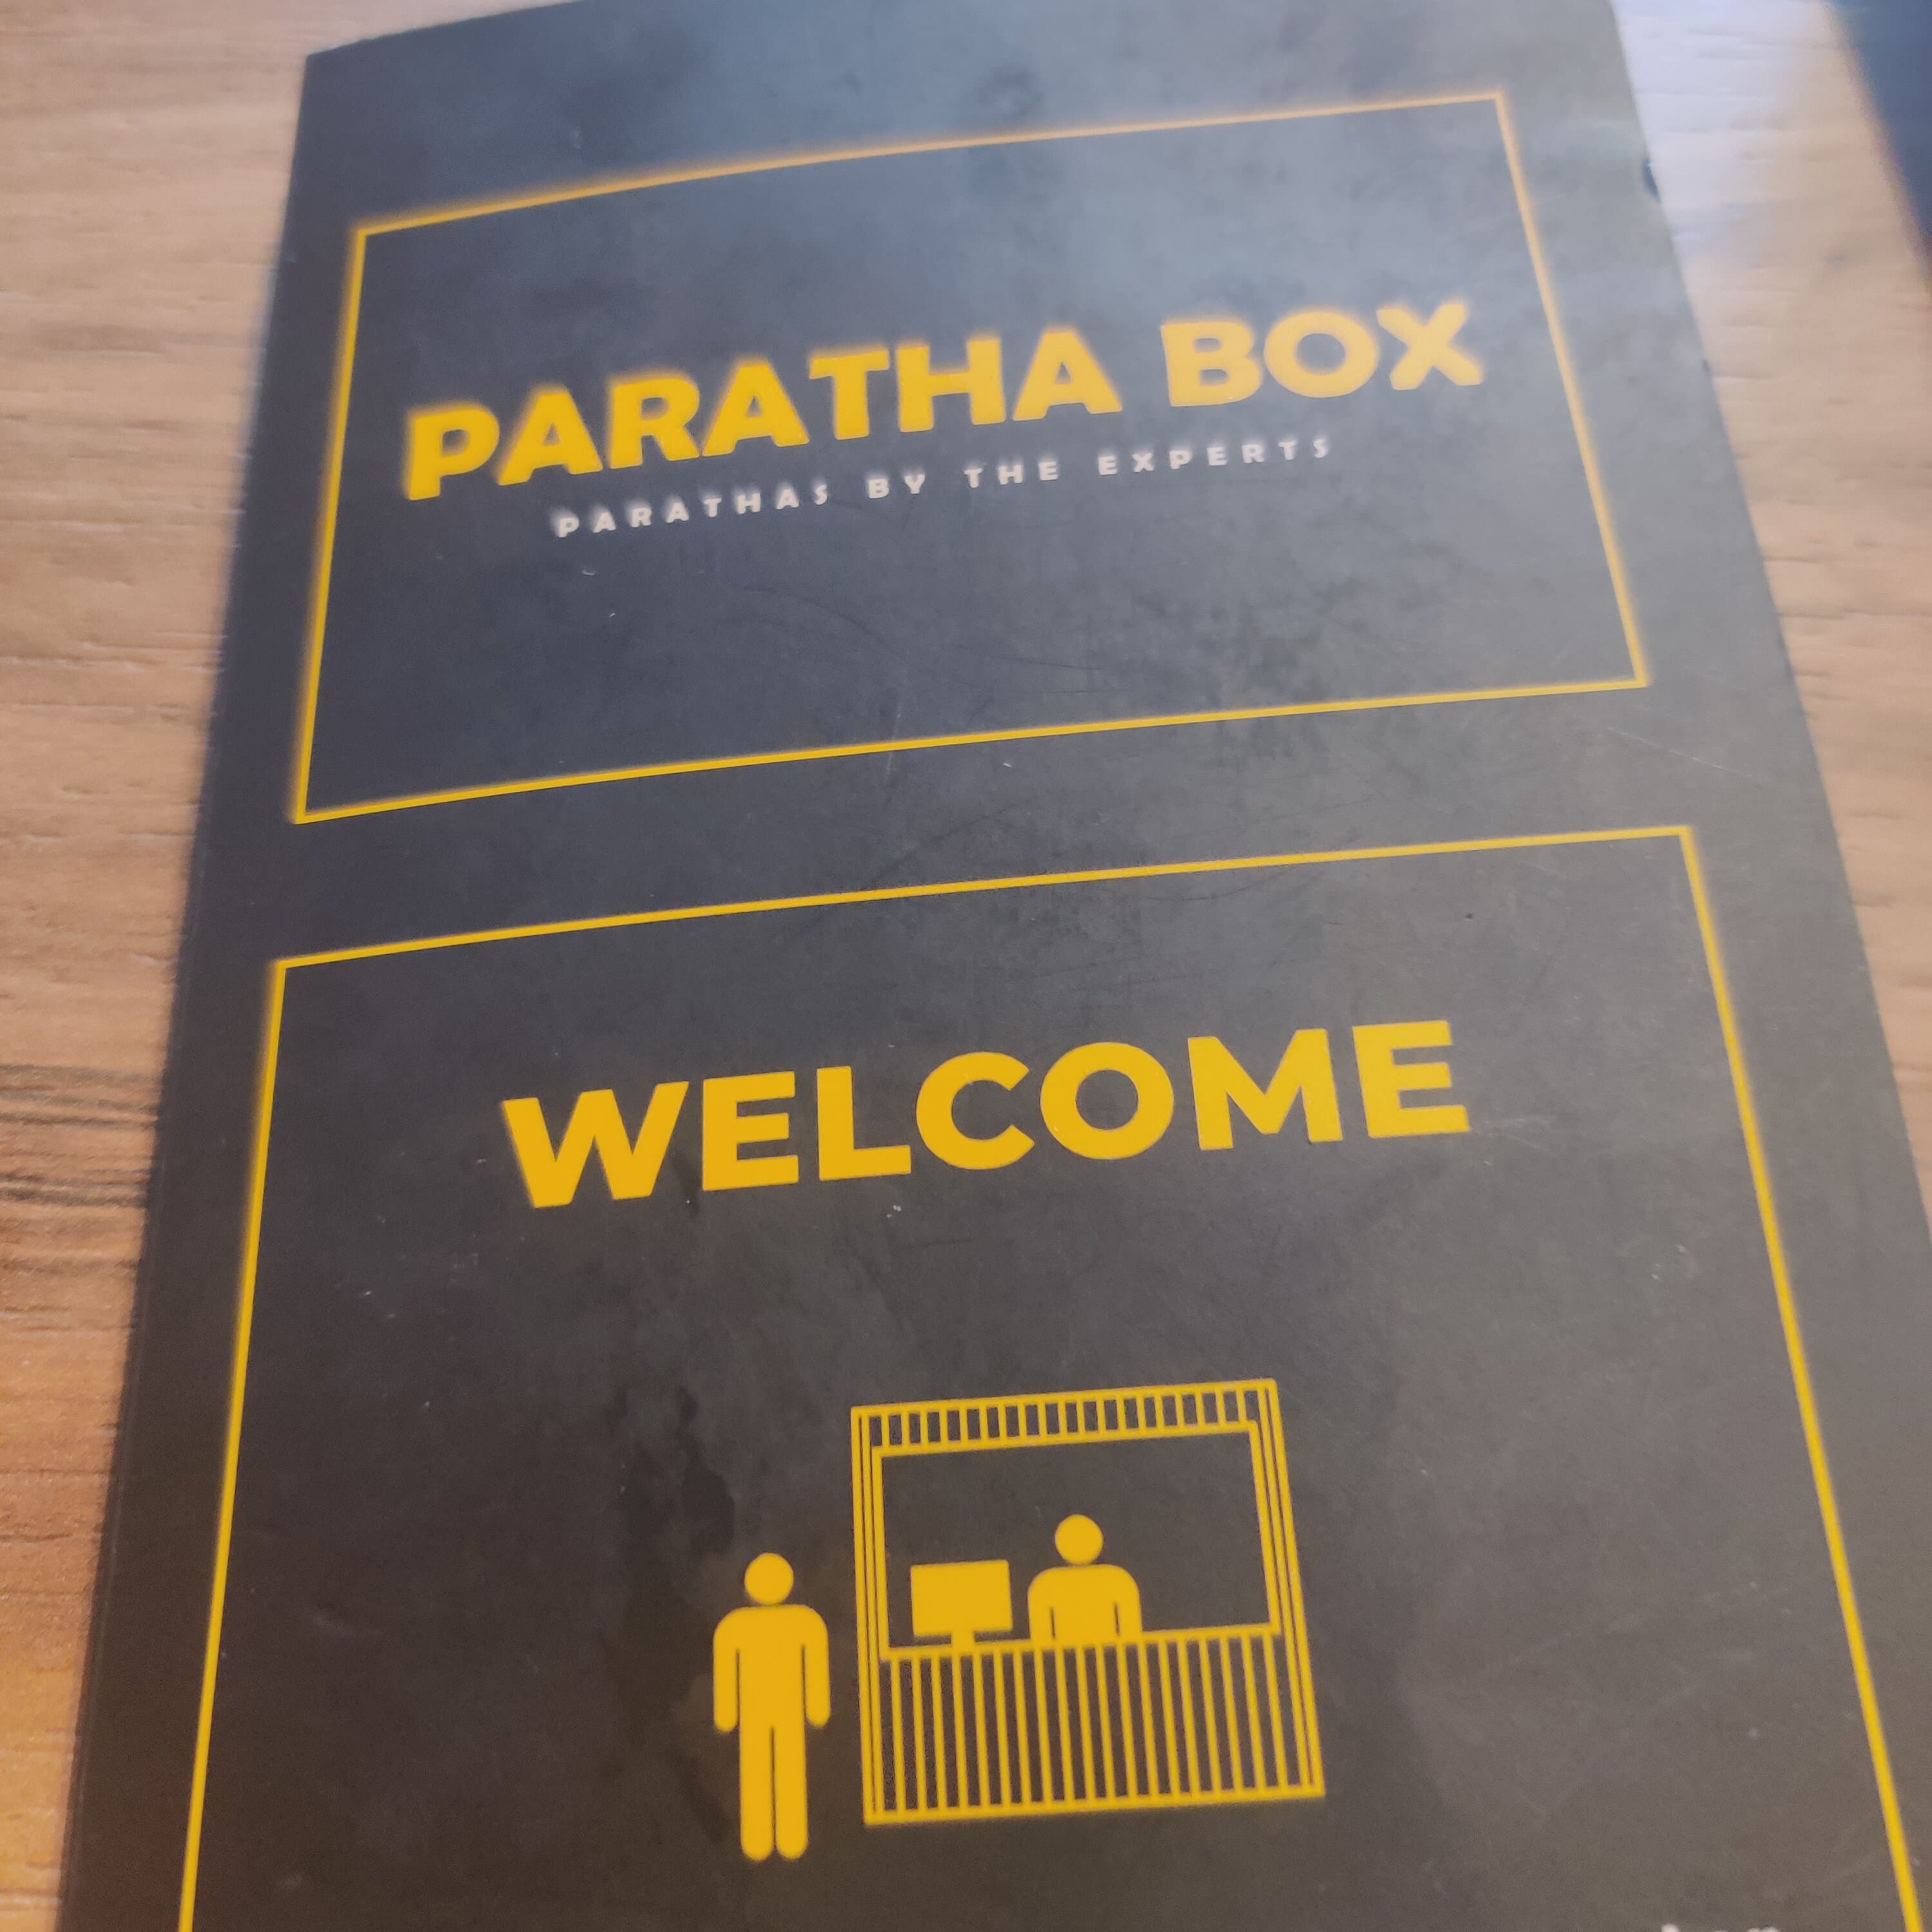 PARATHA BOX
PARATHAS BY THE EXPERTS
WELCOME